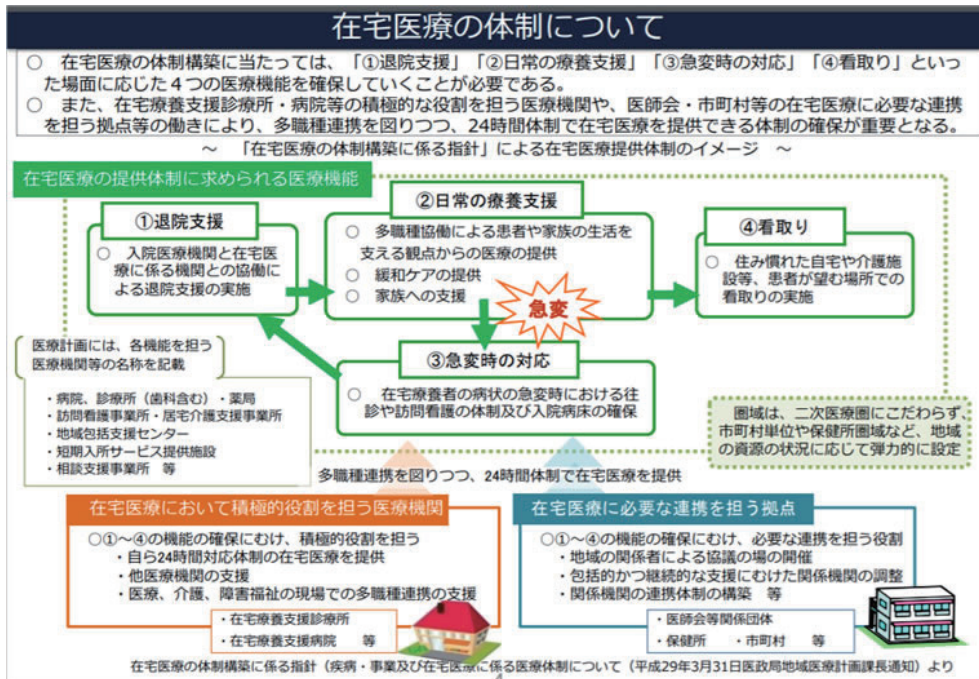 在宅医療の体制について
○　在宅医療の体制構築に当たっては、「①退院支援」「②日常の療養支援」「③急変時の対応」「④看取り」といっ
た場面に応じた４つの医療機能を確保していくことが必要である。
○　また、在宅療養支援診療所・病院等の積極的な役割を担う医療機関や、医師会・市町村等の在宅医療に必要な連携
を担う拠点等の働きにより、多職種連携を図りつつ、24時間体制で在宅医療を提供できる体制の確保が重要となる。
～　「在宅医療の体制構築に係る指針」による在宅医療提供体制のイメージ　～
在宅医療の提供体制に求められる医療機能
①退院支援
○　入院医療機関と在宅医
療に係る機関との協働
による退院支援の実施
②日常の療養支援
○　多職種協働による患者や家族の生活を
支える観点からの医療の提供
○　緩和ケアの提供
○　家族への支援
急変
④看取り
○　住み慣れた自宅や介護施
設等、患者が望む場所での
看取りの実施
③急変時の対応
○　在宅療養者の病状の急変時における往
診や訪問看護の体制及び入院病床の確保
医療計画には、各機能を担う
医療機関等の名称を記載
・病院、診療所（歯科含む）・薬局
・訪問看護事業所・居宅介護支援事業所
・地域包括支援センター
・短期入所サービス提供施設
・相談支援事業所　等
圏域は、二次医療圏にこだわらず、
市町村単位や保健所圏域など、地域
の資源の状況に応じて弾力的に設定
多職種連携を図りつつ、24時間体制で在宅医療を提供
在宅医療において積極的役割を担う医療機関
○①～④の機能の確保にむけ、積極的役割を担う
・自ら24時間対応体制の在宅医療を提供
・他医療機関の支援
・医療、介護、障害福祉の現場での多職種連携の支援
・在宅療養支援診療所
・在宅療養支援病院　等
在宅医療に必要な連携を担う拠点
○①～④の機能の確保にむけ、必要な連携を担う役割
・地域の関係者による協議の場の開催
・包括的かつ継続的な支援にむけた関係機関の調整
・関係機関の連携体制の構築　等
・医師会等関係団体
・保健所　・市町村　等
在宅医療の体制構築に係る指針（疾病・事業及び在宅医療に係る医療体制について（平成29年3月31日医政局地域医療計画課長通知）より
4